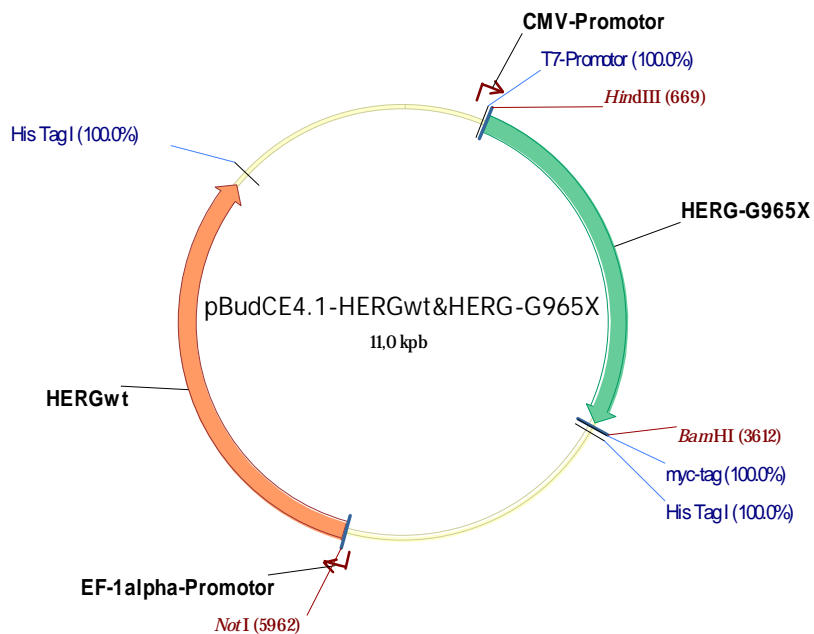 CMV-Promotor
T7-Promotor (100.0%)
HindIII (669)
His Tag I (100.0%)
HERG-G965X
pBudCE4.1-HERGwt&HERG-G965X
11,0 kpb
HERGwt
BamHI (3612)
myc-tag (100.0%)
His Tag I (100.0%)
EF-1alpha-Promotor
NotI (5962)